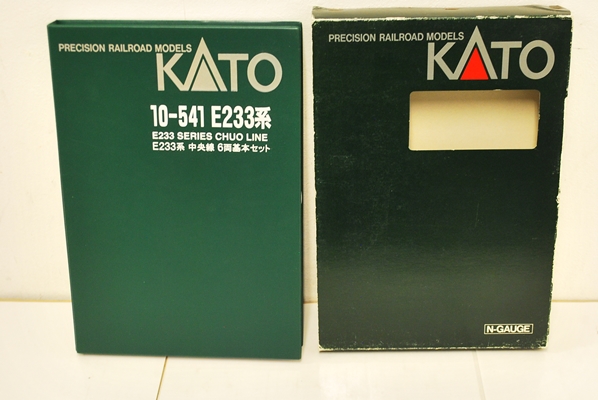 PRECISION RAILROAD MODELS
KATO
10-541 E233系
E233 SERIES CHUO LINE
E233系 中央線 6両基本セット
PRECISION RAILROAD MODELS
KATO
N-GAUGE